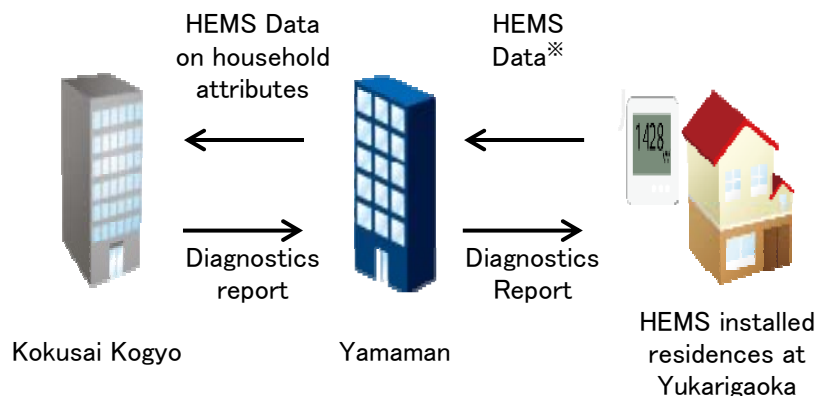 HEMS Data
on household
attributes
HEMS
Data※
1428
Diagnostics
report
Diagnostics
Report
Kokusai Kogyo
Yamaman
HEMS installed
residences at
Yukarigaoka